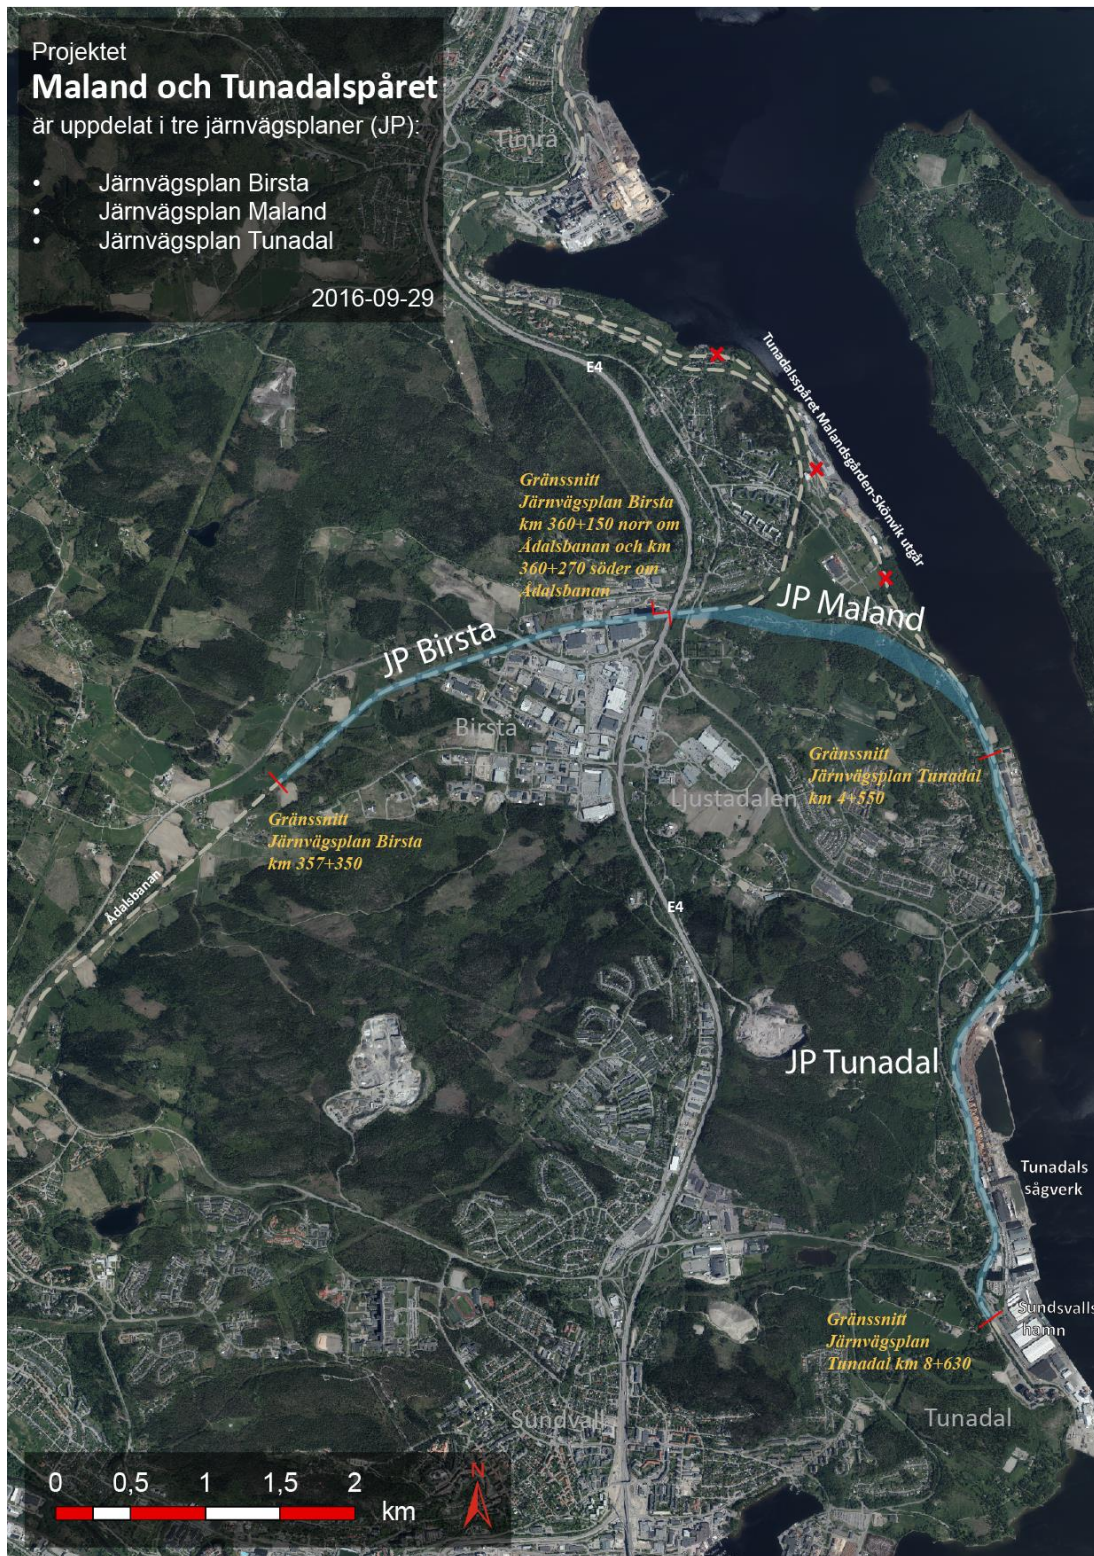 Projektet
Maland och Tunadalspåret
är uppdelat i tre järnvägsplaner (JP):
• Järnvägsplan Birsta
• Järnvägsplan Maland
• Järnvägsplan Tunadal
2016-09-29
Timrå
E4
Tunadalsspåret Malandsgården-Skönvik utgår
Gränssnitt
Järnvägsplan Birsta
km 360+150 norr om
Ådalsbanan och km
360+270 söder om
Ådalsbanan
JP Maland
JP Birsta
Birsta
Gränssnitt
Järnvägsplan Tunadal
km 4+550
Ljustadalen
Gränssnitt
Järnvägsplan Birsta
km 357+350
Ådalsbanan
E4
JP Tunadal
Tunadals
sågverk
Sundsvalls
hamn
Gränssnitt
Järnvägsplan
Tunadal km 8+630
Sundvall
Tunadal
0 0,5 1 1,5 2
km
N